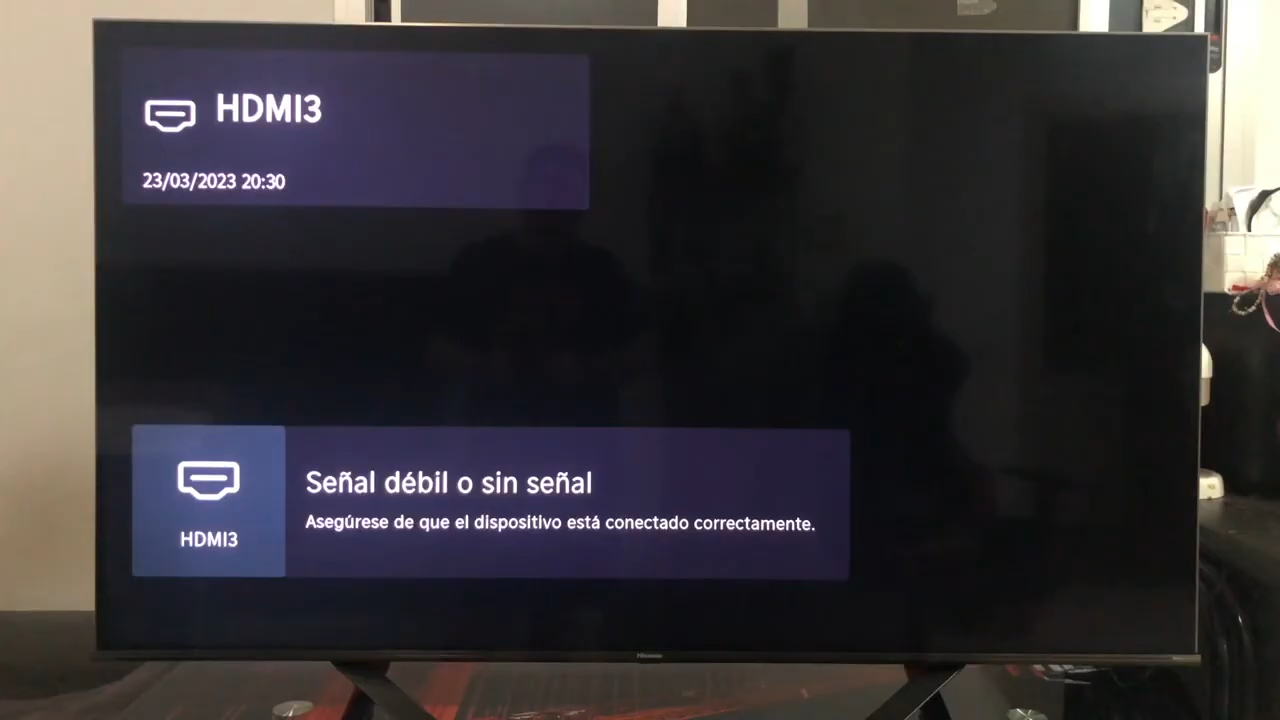 HDMI3
23/03/2023 20:30
Señal débil o sin señal
Asegúrese de que el dispositivo está conectado correctamente.
HDMI3
Hisense